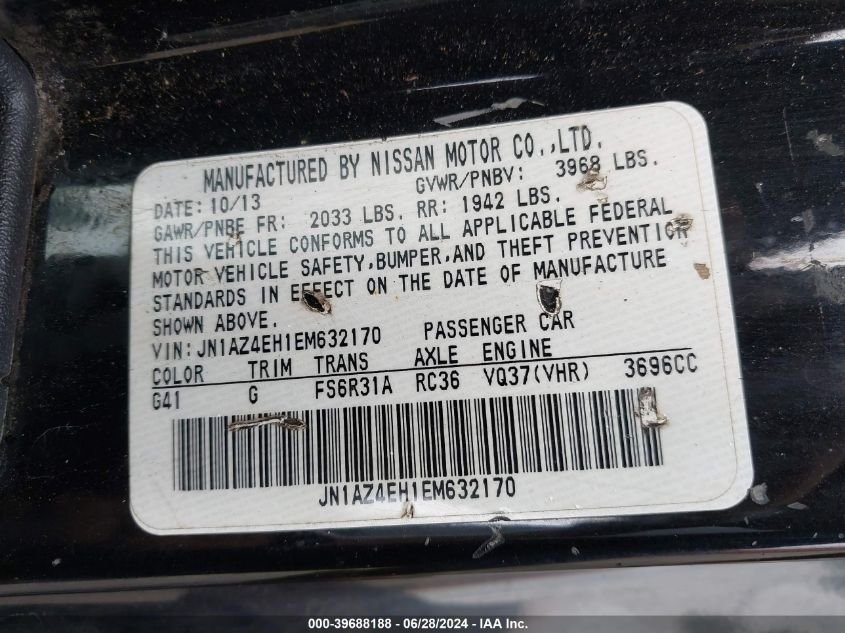 MANUFACTURED BY NISSAN MOTOR CO.,LTD.
DATE: 10/13 GVWR/PNBV: 3968 LBS.
GAWR/PNBE FR: 2033 LBS. RR: 1942 LBS.
THIS VEHICLE CONFORMS TO ALL APPLICABLE FEDERAL
MOTOR VEHICLE SAFETY,BUMPER,AND THEFT PREVENTION
STANDARDS IN EFFECT ON THE DATE OF MANUFACTURE
SHOWN ABOVE.
VIN: JN1AZ4EH1EM632170 PASSENGER CAR
COLOR TRIM TRANS AXLE ENGINE
G41 G FS6R31A RC36 VQ37(VHR) 3696CC
JN1AZ4EH1EM632170
000-39688188 - 06/28/2024 - IAA Inc.